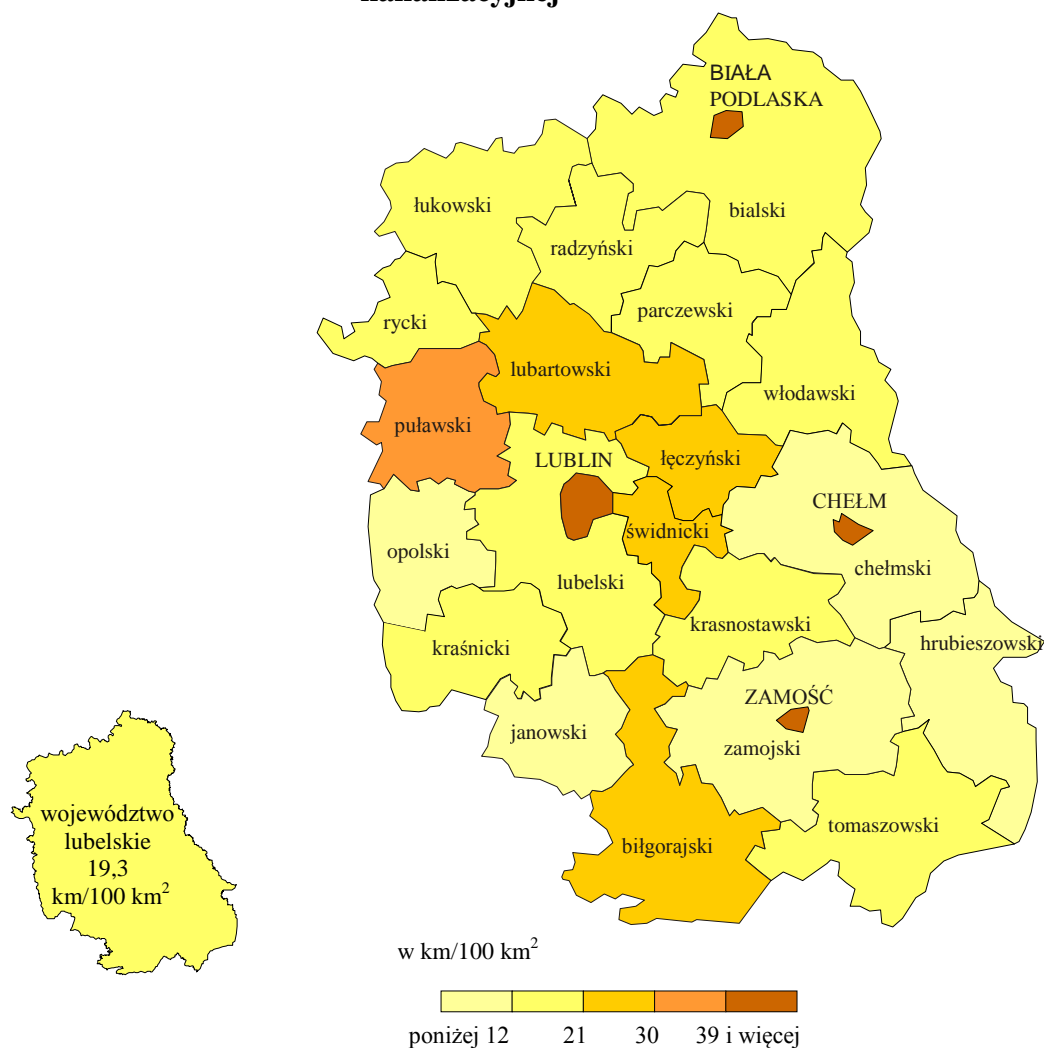 kanalizacyjnej
BIAŁA
PODLASKA
łukowski
bialski
radzyński
parczewski
rycki
lubartowski
włodawski
puławski
LUBLIN
łęczyński
CHEŁM
świdnicki
opolski
chełmski
lubelski
krasnostawski
hrubieszowski
kraśnicki
ZAMOŚĆ
janowski
zamojski
województwo
lubelskie
19,3
km/100 km²
tomaszowski
biłgorajski
w km/100 km²
poniżej 12 21 30 39 i więcej